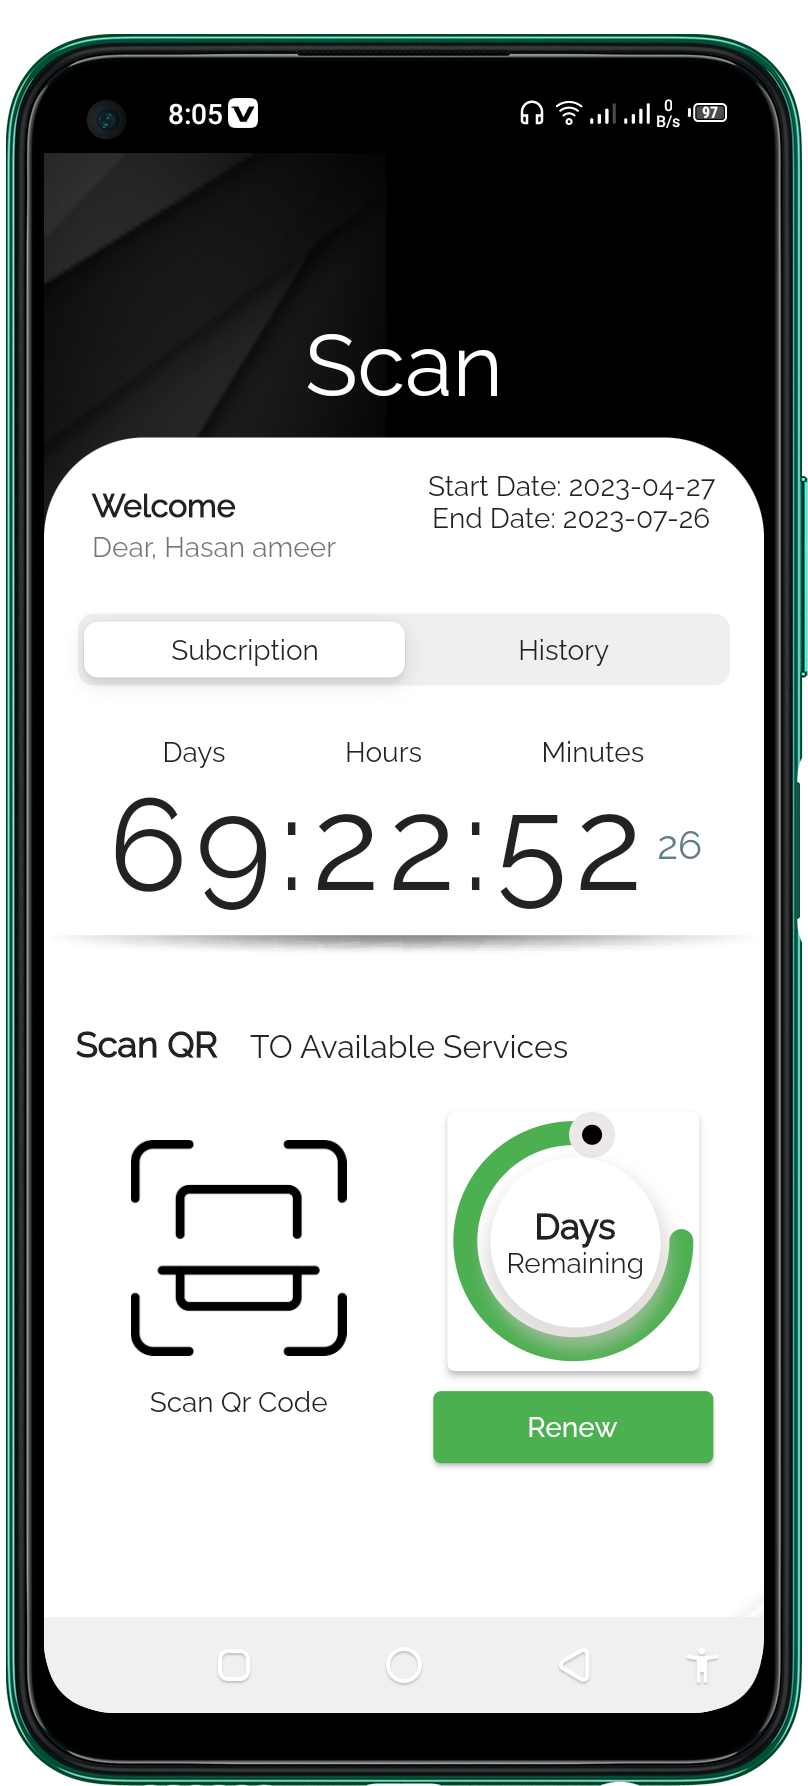 8:05
0
B/s
97
Scan
Welcome
Dear, Hasan ameer
Start Date: 2023-04-27
End Date: 2023-07-26
Subcription
History
Days Hours Minutes
69:22:52 26
Scan QR TO Available Services
Days
Remaining
Scan Qr Code
Renew